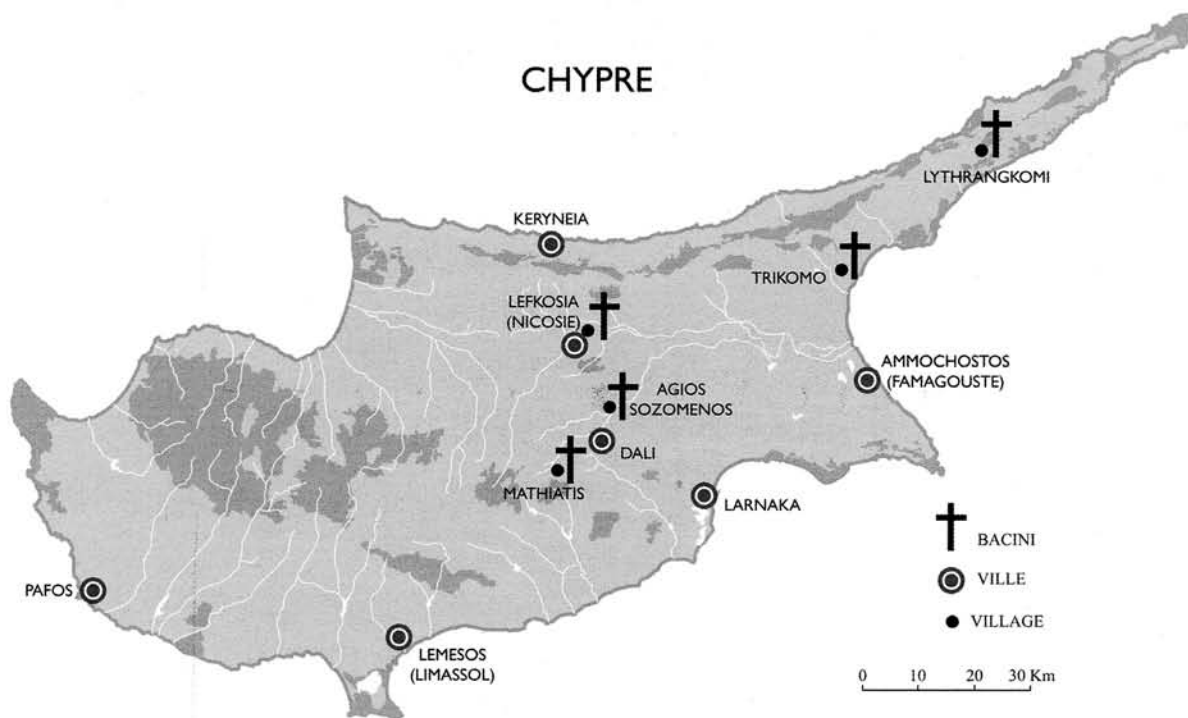 CHYPRE
LYTHRANGKOMI
KERYNEIA
TRIKOMO
LEFKOSIA
(NICOSIE)
AMMOCHOSTOS
(FAMAGOUSTE)
AGIOS
SOZOMENOS
DALI
MATHIATIS
LARNAKA
BACINI
PAFOS
VILLE
VILLAGE
LEMESOS
(LIMASSOL)
0 10 20 30 Km